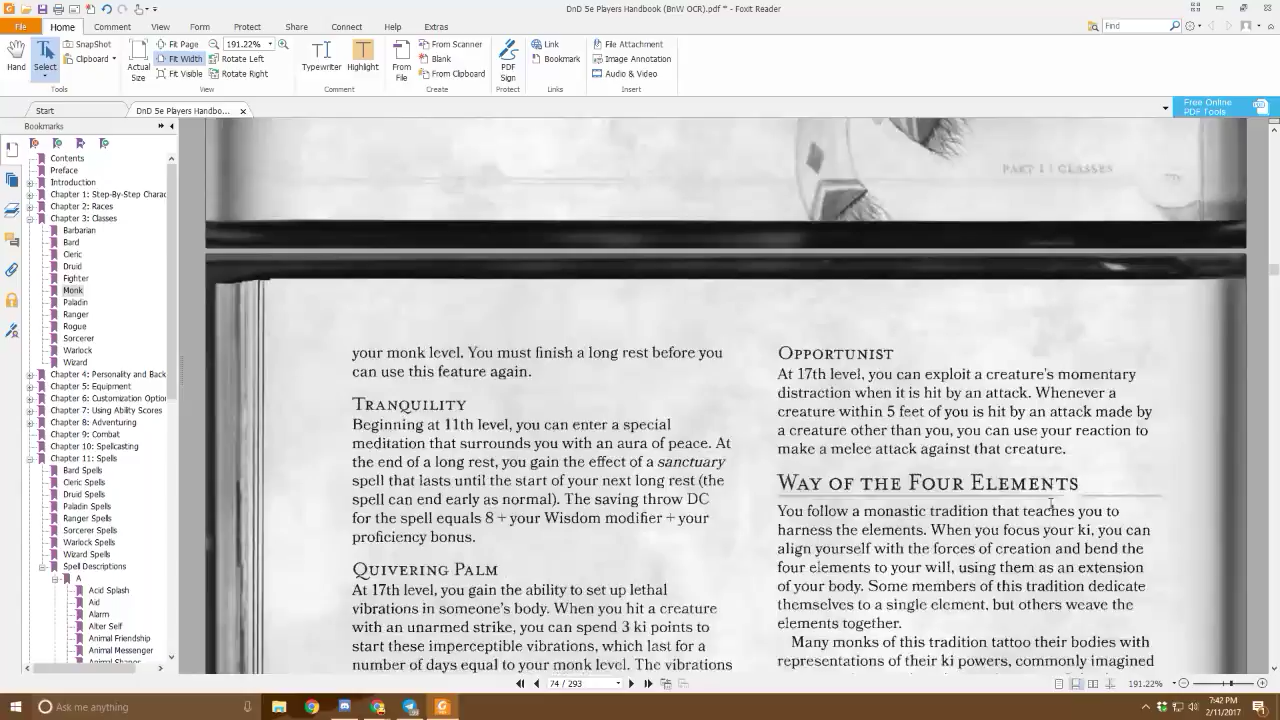 DnD 5e Players Handbook (BnW OCR).pdf * - Foxit Reader
File Home Comment View Form Protect Share Connect Help Extras
Find
Hand
Select
SnapShot
Clipboard
Tools
Actual
Size
Fit Page
Fit Width
Fit Visible
191.22%
Rotate Left
Rotate Right
View
Typewriter
Highlight
Comment
From
File
From Scanner
Blank
From Clipboard
Create
PDF
Sign
Protect
Link
Bookmark
Links
File Attachment
Image Annotation
Audio & Video
Insert
Start
DnD 5e Players Handbo...
Free Online
PDF Tools
Bookmarks
Contents
Preface
Introduction
Chapter 1: Step-By-Step Charac
Chapter 2: Races
Chapter 3: Classes
Barbarian
Bard
Cleric
Druid
Fighter
Monk
Paladin
Ranger
Rogue
Sorcerer
Warlock
Wizard
Chapter 4: Personality and Back
Chapter 5: Equipment
Chapter 6: Customization Optio
Chapter 7: Using Ability Scores
Chapter 8: Adventuring
Chapter 9: Combat
Chapter 10: Spellcasting
Chapter 11: Spells
Bard Spells
Cleric Spells
Druid Spells
Paladin Spells
Ranger Spells
Sorcerer Spells
Warlock Spells
Wizard Spells
Spell Descriptions
A
Acid Splash
Aid
Alarm
Alter Self
Animal Friendship
Animal Messenger
Animal Shapes
PART 1 | CLASSES
your monk level. You must finish a long rest before you
can use this feature again.
TRANQUILITY
Beginning at 11th level, you can enter a special
meditation that surrounds you with an aura of peace. At
the end of a long rest, you gain the effect of a sanctuary
spell that lasts until the start of your next long rest (the
spell can end early as normal). The saving throw DC
for the spell equals 8 + your Wisdom modifier + your
proficiency bonus.
QUIVERING PALM
At 17th level, you gain the ability to set up lethal
vibrations in someone's body. When you hit a creature
with an unarmed strike, you can spend 3 ki points to
start these imperceptible vibrations, which last for a
number of days equal to your monk level. The vibrations
OPPORTUNIST
At 17th level, you can exploit a creature's momentary
distraction when it is hit by an attack. Whenever a
creature within 5 feet of you is hit by an attack made by
a creature other than you, you can use your reaction to
make a melee attack against that creature.
WAY OF THE FOUR ELEMENTS
You follow a monastic tradition that teaches you to
harness the elements. When you focus your ki, you can
align yourself with the forces of creation and bend the
four elements to your will, using them as an extension
of your body. Some members of this tradition dedicate
themselves to a single element, but others weave the
elements together.
Many monks of this tradition tattoo their bodies with
representations of their ki powers, commonly imagined
74 / 293
191.22%
Ask me anything
7:42 PM
2/11/2017